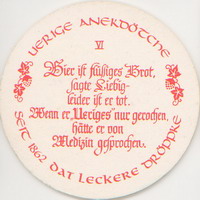 UERIGE ANEKDÖTCHE
VI
Bier ist flüssiges Brot,
sagte Liebig-
leider ist er tot.
Wenn er „Ueriges" nur gerochen,
hätte er von
Medizin gesprochen.
SEIT 1862 DAT LECKERE DRÖPPKE